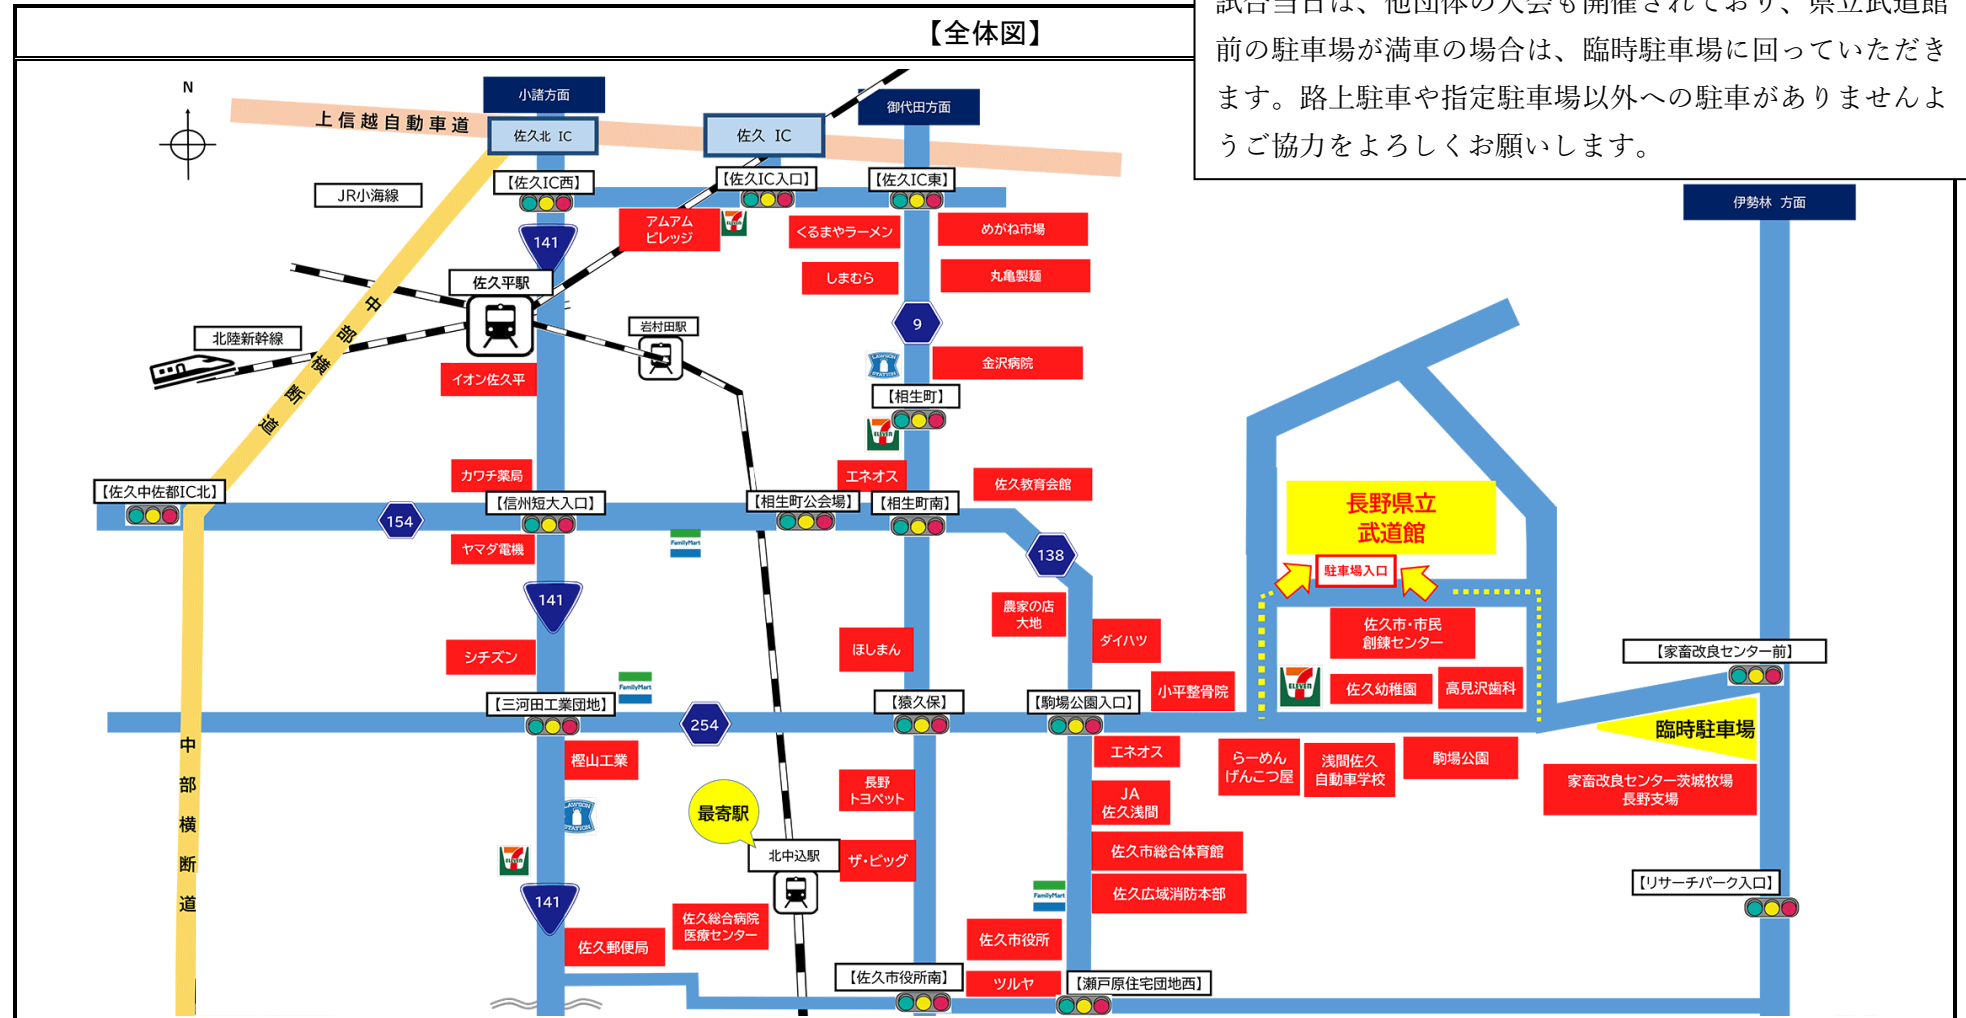 【全体図】
試合当日は、他団体の大会も開催されており、県立武道館
前の駐車場が満車の場合は、臨時駐車場に回っていただき
ます。路上駐車や指定駐車場以外への駐車がありませんよ
うご協力をよろしくお願いします。
N
小諸方面
御代田方面
上信越自動車道
佐久北 IC
佐久 IC
【佐久IC西】
【佐久IC入口】
【佐久IC東】
JR小海線
伊勢林 方面
アムアム
ビレッジ
くるまやラーメン
めがね市場
141
しまむら
丸亀製麺
佐久平駅
中部横断道
北陸新幹線
岩村田駅
9
LAWSON
STATION
金沢病院
イオン佐久平
【相生町】
ELEVEN
カワチ薬局
エネオス
佐久教育会館
【佐久中佐都IC北】
【信州短大入口】
【相生町公会場】
【相生町南】
長野県立
武道館
154
ヤマダ電機
FamilyMart
138
駐車場入口
141
農家の店
大地
佐久市・市民
創錬センター
シチズン
ほしまん
ダイハツ
【家畜改良センター前】
FamilyMart
小平整骨院
ELEVEN
佐久幼稚園
高見沢歯科
【三河田工業団地】
【猿久保】
【駒場公園入口】
254
臨時駐車場
中部横断道
樫山工業
エネオス
らーめん
げんこつ屋
浅間佐久
自動車学校
駒場公園
長野
トヨペット
JA
佐久浅間
家畜改良センター茨城牧場
長野支場
LAWSON
STATION
最寄駅
北中込駅
ザ・ビッグ
佐久市総合体育館
ELEVEN
141
FamilyMart
佐久広域消防本部
【リサーチパーク入口】
佐久総合病院
医療センター
佐久郵便局
佐久市役所
【佐久市役所南】
ツルヤ
【瀬戸原住宅団地西】